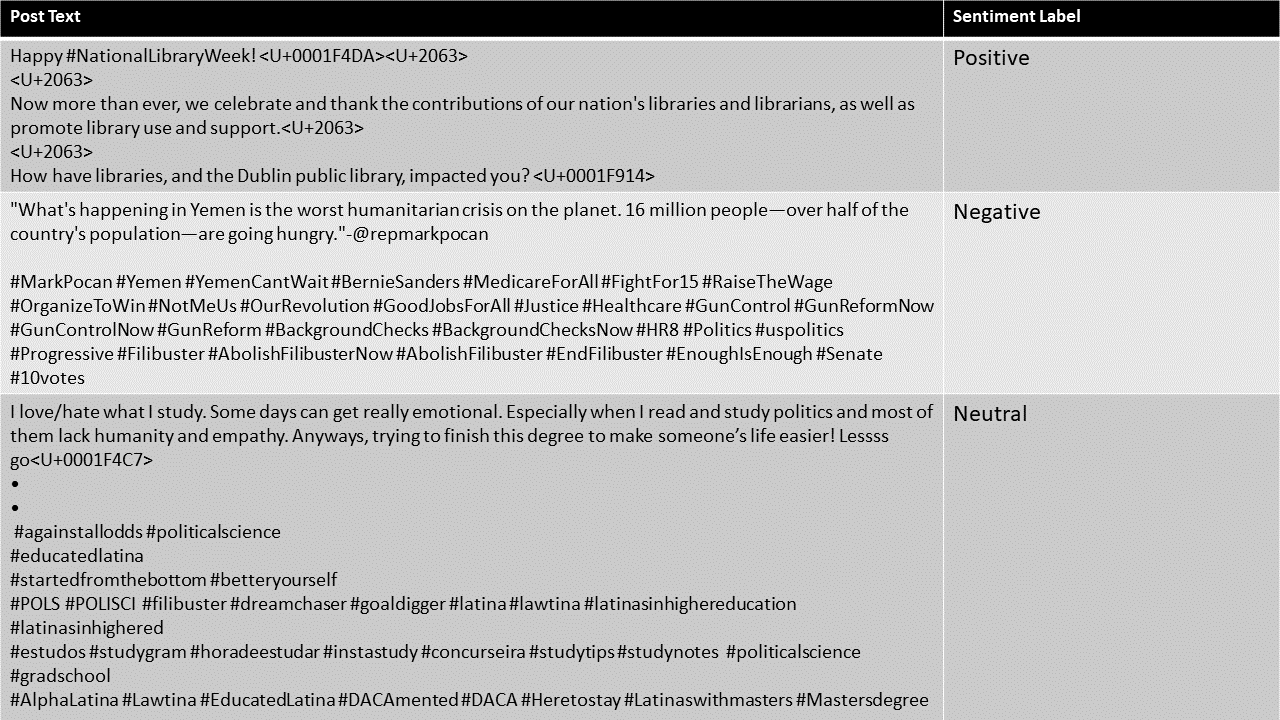 Post Text
Sentiment Label
Happy #NationalLibraryWeek! <U+0001F4DA><U+2063>
<U+2063>
Now more than ever, we celebrate and thank the contributions of our nation's libraries and librarians, as well as
promote library use and support.<U+2063>
<U+2063>
How have libraries, and the Dublin public library, impacted you? <U+0001F914>
Positive
"What's happening in Yemen is the worst humanitarian crisis on the planet. 16 million people—over half of the
country's population—are going hungry."-@repmarkpocan
#MarkPocan #Yemen #YemenCantWait #BernieSanders #MedicareForAll #FightFor15 #RaiseTheWage
#OrganizeToWin #NotMeUs #OurRevolution #GoodJobsForAll #Justice #Healthcare #GunControl #GunReformNow
#GunControlNow #GunReform #BackgroundChecks #BackgroundChecksNow #HR8 #Politics #uspolitics
#Progressive #Filibuster #AbolishFilibusterNow #AbolishFilibuster #EndFilibuster #EnoughIsEnough #Senate
#10votes
Negative
I love/hate what I study. Some days can get really emotional. Especially when I read and study politics and most of
them lack humanity and empathy. Anyways, trying to finish this degree to make someone’s life easier! Lessss
go<U+0001F4C7>
•
•
#againstallodds #politicalscience
#educatedlatina
#startedfromthebottom #betteryourself
#POLS #POLISCI #filibuster #dreamchaser #goaldigger #latina #lawtina #latinasinhighereducation
#latinasinhighered
#estudos #studygram #horadeestudar #instastudy #concurseira #studytips #studynotes #politicalscience
#gradschool
#AlphaLatina #Lawtina #EducatedLatina #DACAmented #DACA #Heretostay #Latinaswithmasters #Mastersdegree
Neutral